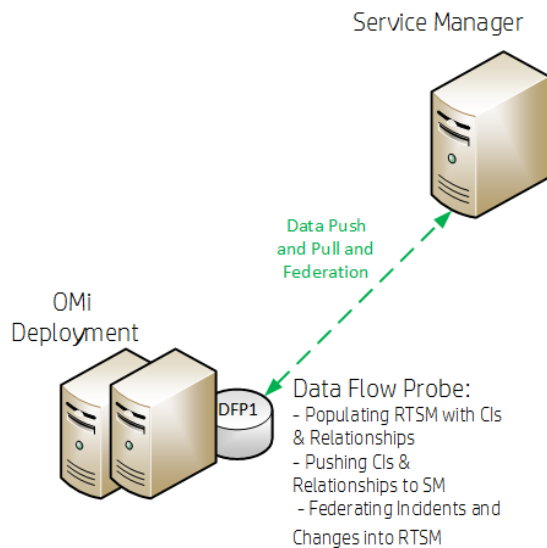 Service Manager
Data Push
and Pull and
Federation
OMi
Deployment
DFP1
Data Flow Probe:
- Populating RTSM with CIs
& Relationships
- Pushing CIs &
Relationships to SM
- Federating Incidents and
Changes into RTSM